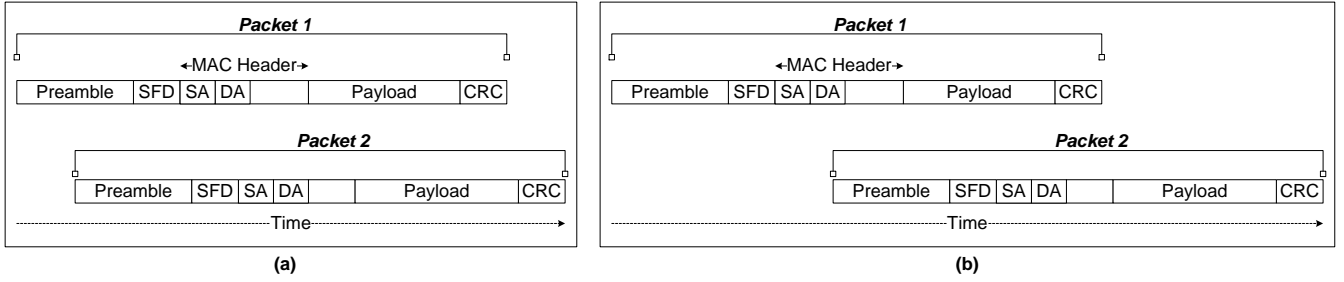 Packet 1
MAC Header
Preamble SFD SA DA Payload CRC
Packet 2
Preamble SFD SA DA Payload CRC
Time
(a)
Packet 1
MAC Header
Preamble SFD SA DA Payload CRC
Packet 2
Preamble SFD SA DA Payload CRC
Time
(b)